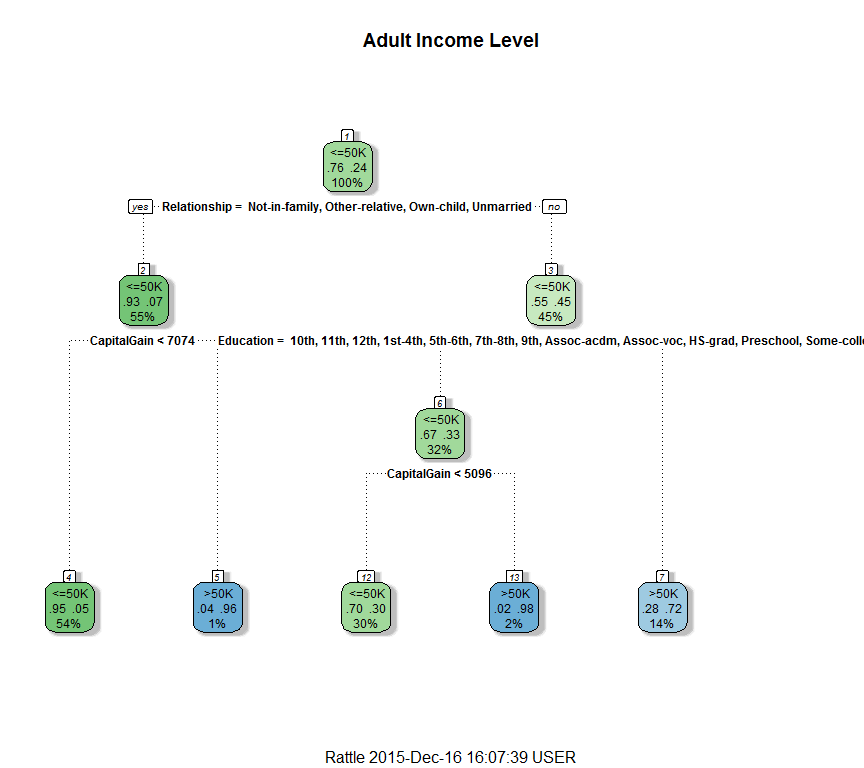 Adult Income Level
1
<=50K
.76 .24
100%
yes Relationship = Not-in-family, Other-relative, Own-child, Unmarried no
2
<=50K
.93 .07
55%
3
<=50K
.55 .45
45%
CapitalGain < 7074
Education = 10th, 11th, 12th, 1st-4th, 5th-6th, 7th-8th, 9th, Assoc-acdm, Assoc-voc, HS-grad, Preschool, Some-colle
6
<=50K
.67 .33
32%
CapitalGain < 5096
4
<=50K
.95 .05
54%
5
>50K
.04 .96
1%
12
<=50K
.70 .30
30%
13
>50K
.02 .98
2%
7
>50K
.28 .72
14%
Rattle 2015-Dec-16 16:07:39 USER